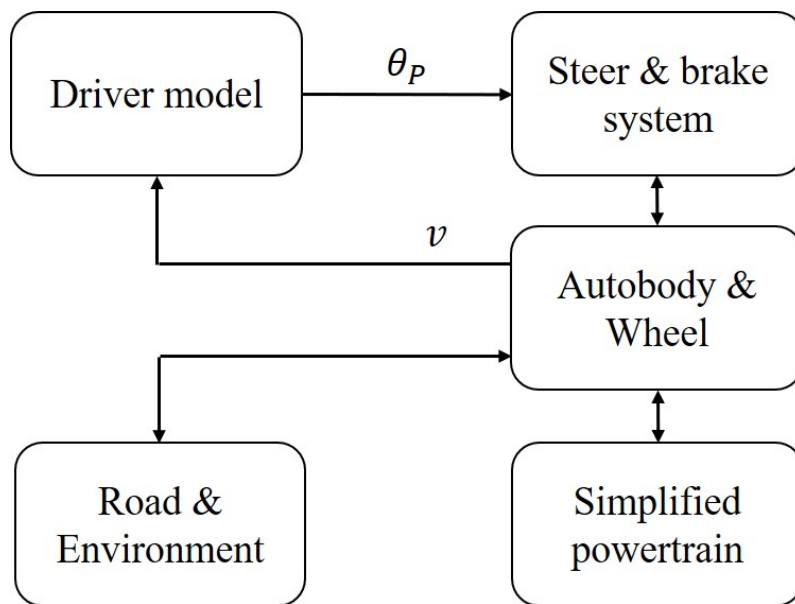 Driver model
θ_P
Steer & brake
system
v
Autobody &
Wheel
Road &
Environment
Simplified
powertrain